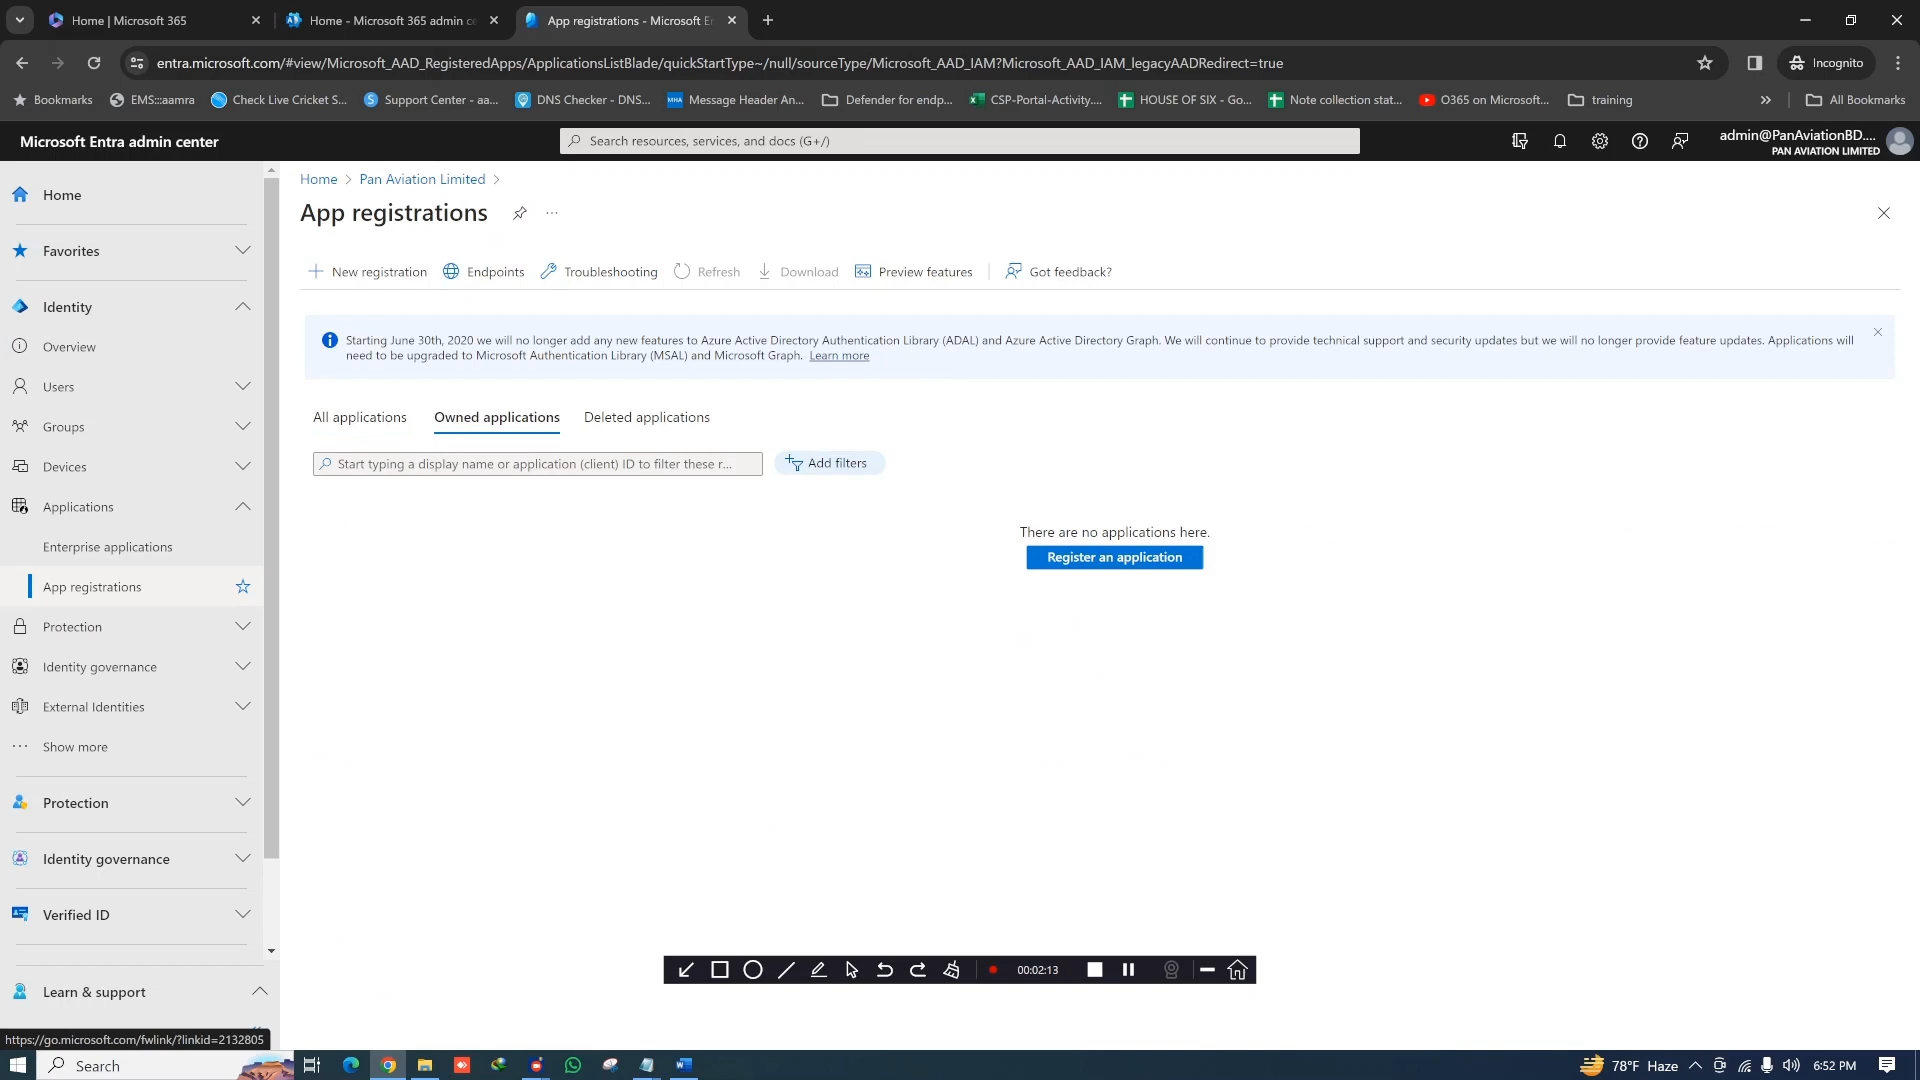 Home | Microsoft 365
Home - Microsoft 365 admin ce
App registrations - Microsoft E
entra.microsoft.com/#view/Microsoft_AAD_RegisteredApps/ApplicationsListBlade/quickStartType~/null/sourceType/Microsoft_AAD_IAM?Microsoft_AAD_IAM_legacyAADRedirect=true
Incognito
Bookmarks
EMS:::aamra
Check Live Cricket S...
Support Center - aa...
DNS Checker - DNS...
MHA
Message Header An...
Defender for endp...
CSP-Portal-Activity....
HOUSE OF SIX - Go...
Note collection stat...
O365 on Microsoft...
training
All Bookmarks
Microsoft Entra admin center
Search resources, services, and docs (G+/)
admin@PanAviationBD....
PAN AVIATION LIMITED
Home
Favorites
Identity
Overview
Users
Groups
Devices
Applications
Enterprise applications
App registrations
Protection
Identity governance
External Identities
Show more
Protection
Identity governance
Verified ID
Learn & support
https://go.microsoft.com/fwlink/?linkid=2132805
Home > Pan Aviation Limited >
App registrations
New registration
Endpoints
Troubleshooting
Refresh
Download
Preview features
Got feedback?
Starting June 30th, 2020 we will no longer add any new features to Azure Active Directory Authentication Library (ADAL) and Azure Active Directory Graph. We will continue to provide technical support and security updates but we will no longer provide feature updates. Applications will
need to be upgraded to Microsoft Authentication Library (MSAL) and Microsoft Graph. Learn more
All applications
Owned applications
Deleted applications
Start typing a display name or application (client) ID to filter these r...
Add filters
There are no applications here.
Register an application
00:02:13
Search
78°F Haze
6:52 PM